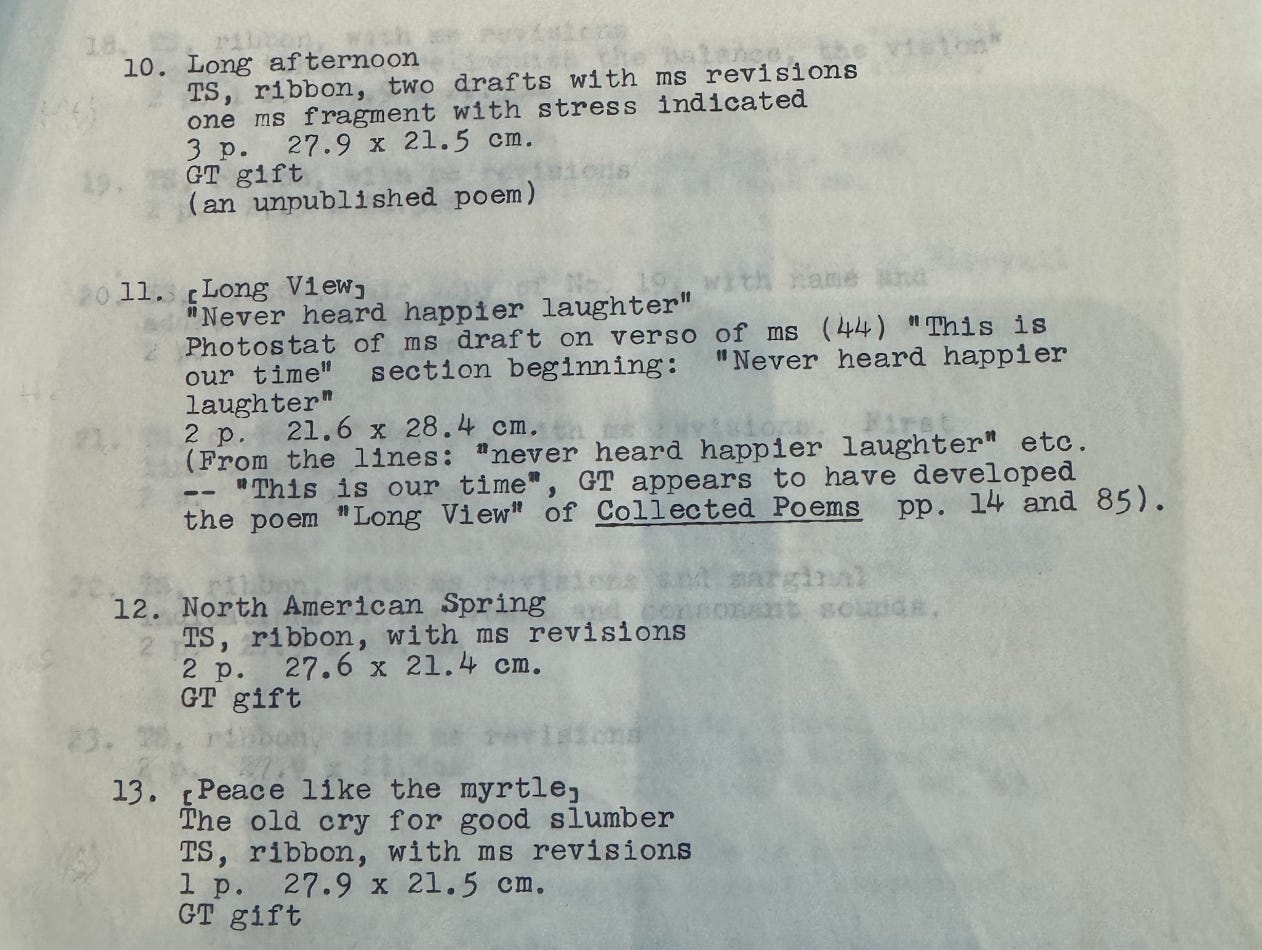 10. Long afternoon
TS, ribbon, two drafts with ms revisions
one ms fragment with stress indicated
3 p. 27.9 x 21.5 cm.
GT gift
(an unpublished poem)
11. [Long View]
"Never heard happier laughter"
Photostat of ms draft on verso of ms (44) "This is
our time" section beginning: "Never heard happier
laughter"
2 p. 21.6 x 28.4 cm.
(From the lines: "never heard happier laughter" etc.
-- "This is our time", GT appears to have developed
the poem "Long View" of Collected Poems pp. 14 and 85).
12. North American Spring
TS, ribbon, with ms revisions
2 p. 27.6 x 21.4 cm.
GT gift
13. [Peace like the myrtle]
The old cry for good slumber
TS, ribbon, with ms revisions
1 p. 27.9 x 21.5 cm.
GT gift